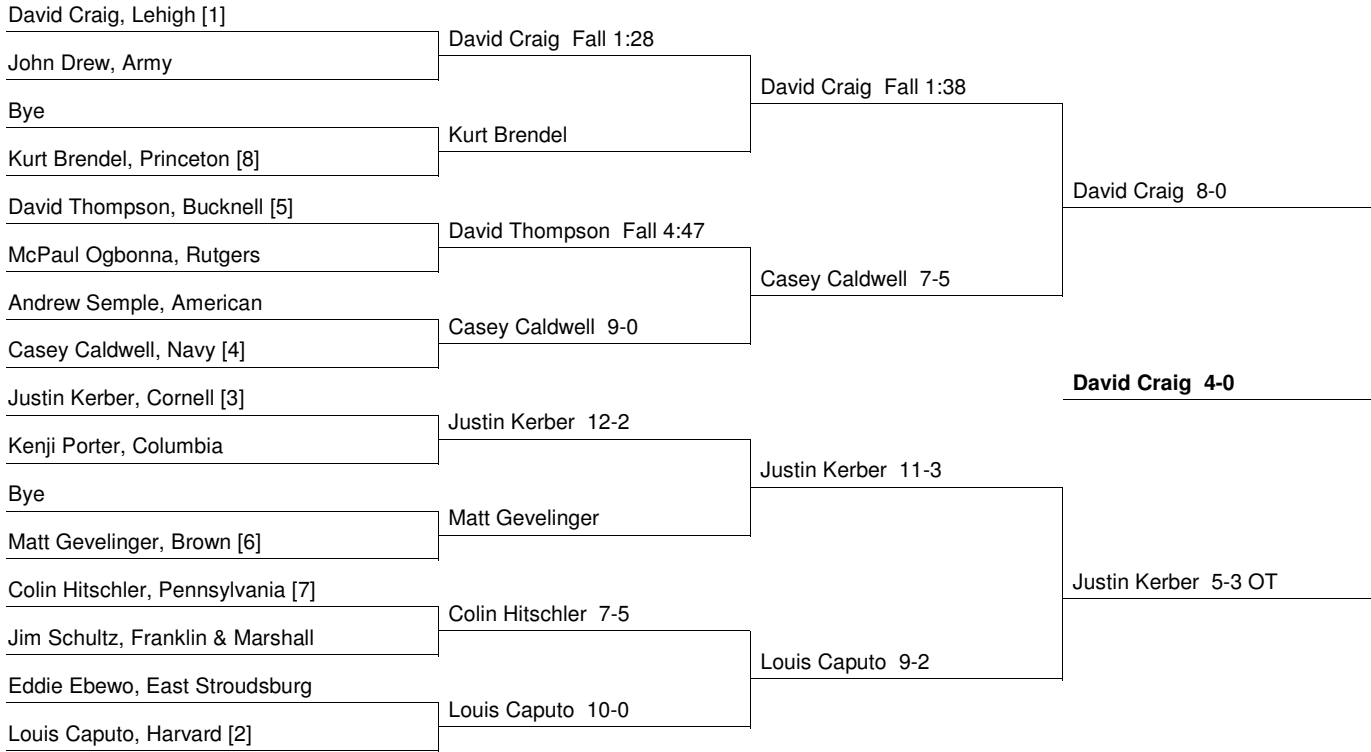 David Craig, Lehigh [1]
John Drew, Army
Bye
Kurt Brendel, Princeton [8]
David Thompson, Bucknell [5]
McPaul Ogbonna, Rutgers
Andrew Semple, American
Casey Caldwell, Navy [4]
Justin Kerber, Cornell [3]
Kenji Porter, Columbia
Bye
Matt Gevelinger, Brown [6]
Colin Hitschler, Pennsylvania [7]
Jim Schultz, Franklin & Marshall
Eddie Ebewo, East Stroudsburg
Louis Caputo, Harvard [2]
David Craig Fall 1:28
Kurt Brendel
David Thompson Fall 4:47
Casey Caldwell 9-0
Justin Kerber 12-2
Matt Gevelinger
Colin Hitschler 7-5
Louis Caputo 10-0
David Craig Fall 1:38
Casey Caldwell 7-5
Justin Kerber 11-3
Louis Caputo 9-2
David Craig 8-0
Justin Kerber 5-3 OT
David Craig 4-0